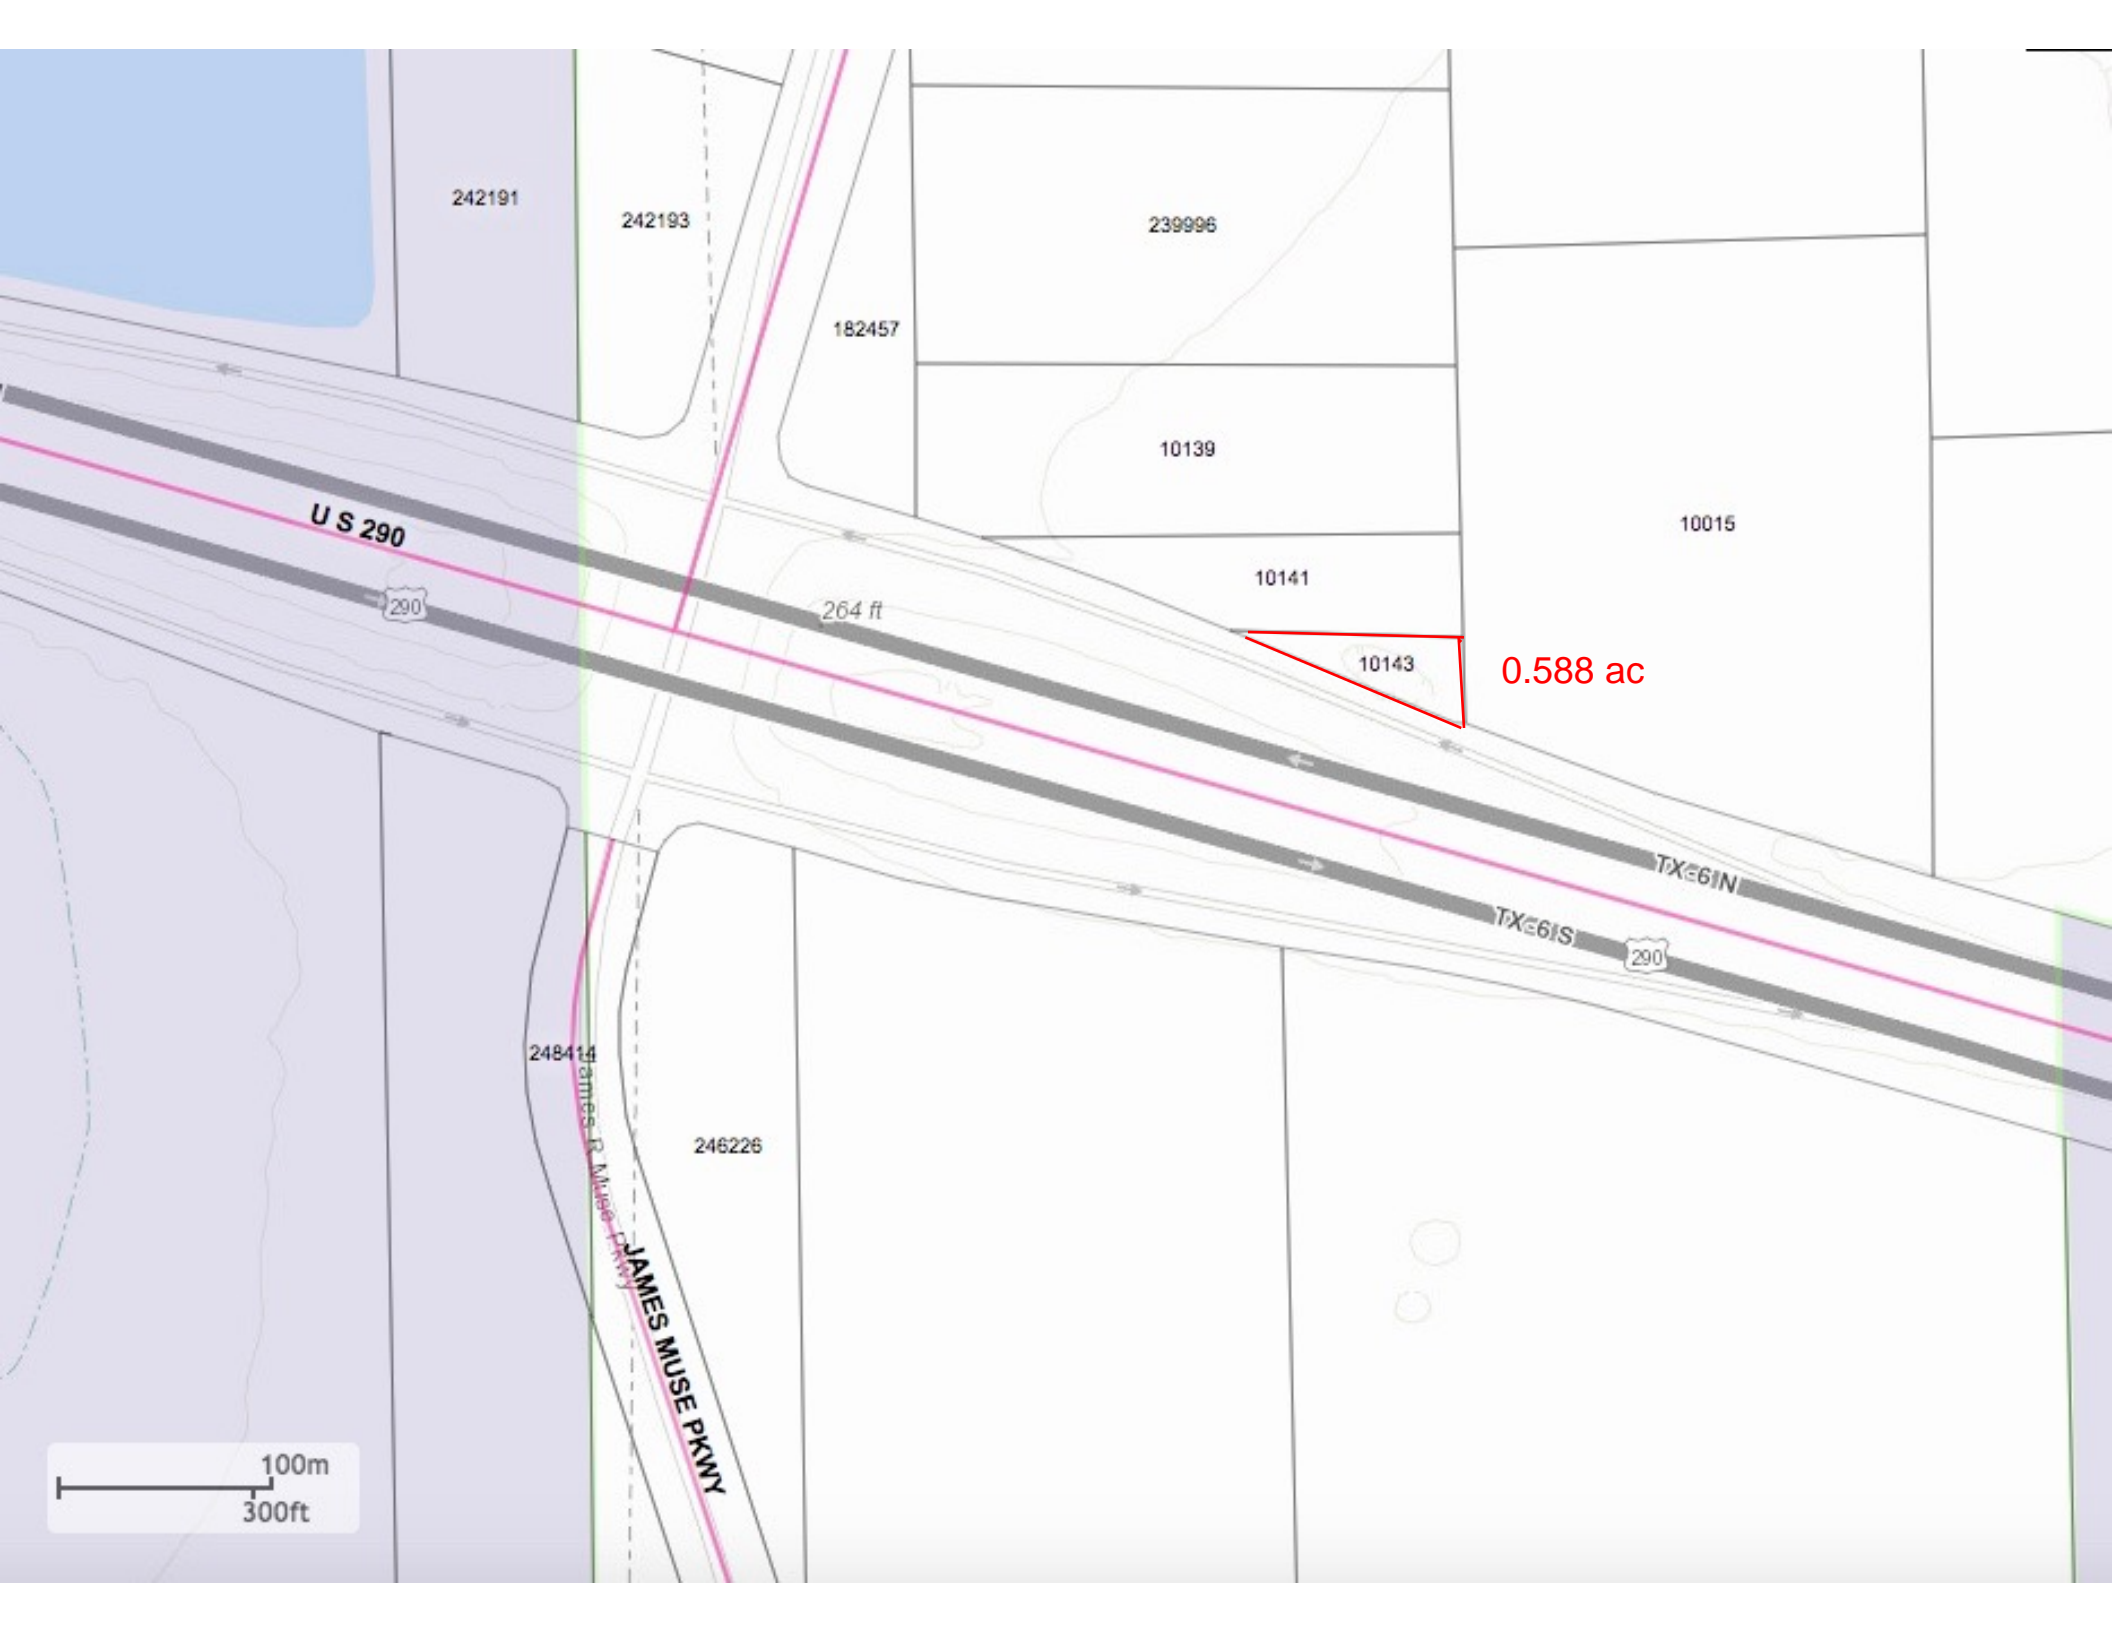 242191
242193
239996
182457
10139
10015
U S 290
10141
290
264 ft
10143
0.588 ac
TX-6 N
TX-6 S
290
248414
James R Muse Pkwy
246226
JAMES MUSE PKWY
100m
300ft